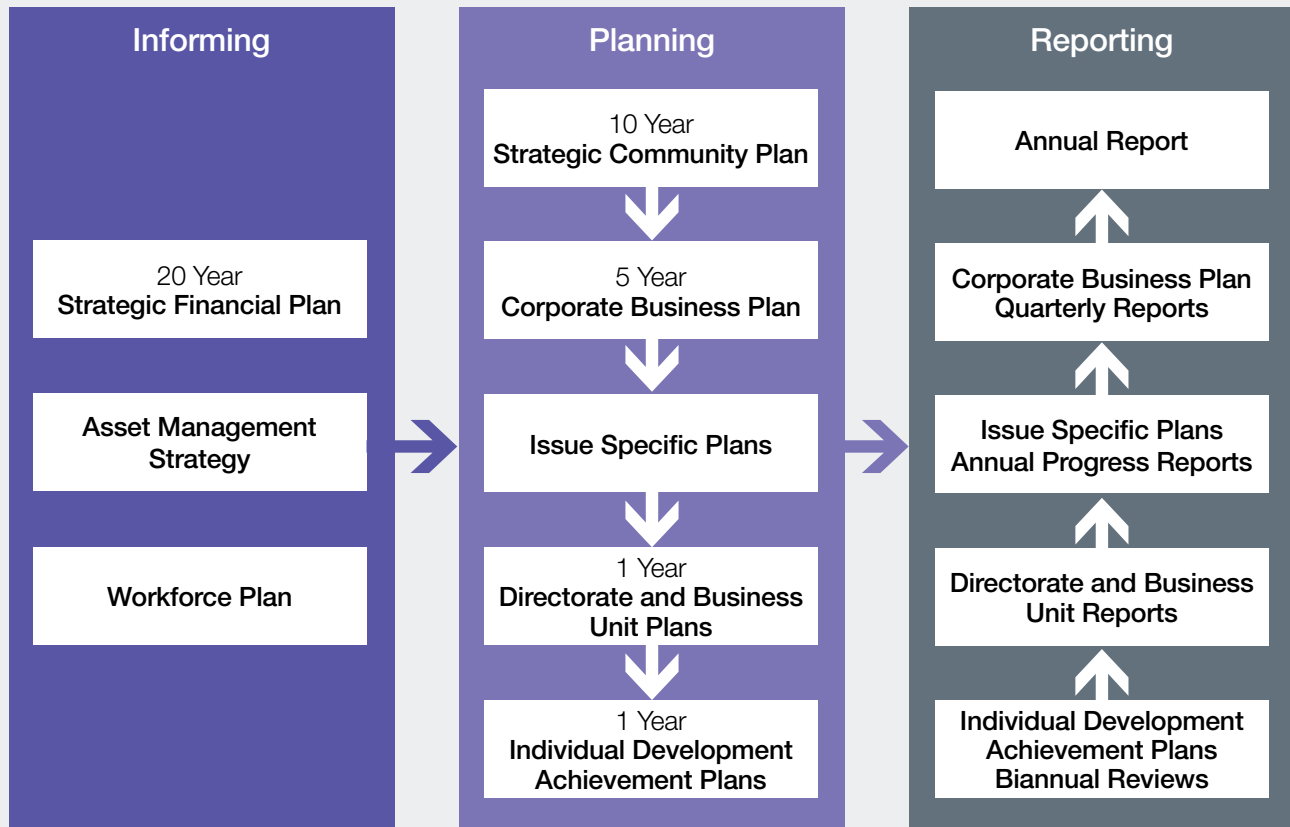 Informing
20 Year
Strategic Financial Plan
Asset Management
Strategy
Workforce Plan
Planning
10 Year
Strategic Community Plan
5 Year
Corporate Business Plan
Issue Specific Plans
1 Year
Directorate and Business
Unit Plans
1 Year
Individual Development
Achievement Plans
Reporting
Annual Report
Corporate Business Plan
Quarterly Reports
Issue Specific Plans
Annual Progress Reports
Directorate and Business
Unit Reports
Individual Development
Achievement Plans
Biannual Reviews